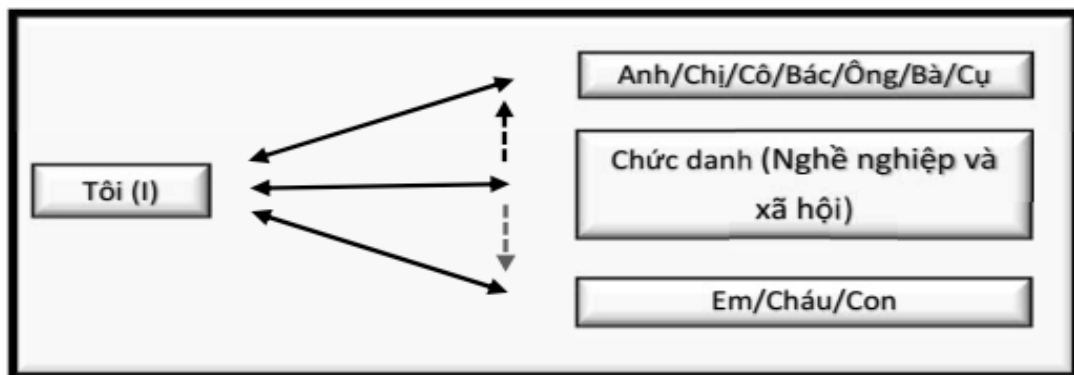 Anh/Chị/Cô/Bác/Ông/Bà/Cụ
Tôi (I)
Chức danh (Nghề nghiệp và
xã hội)
Em/Cháu/Con